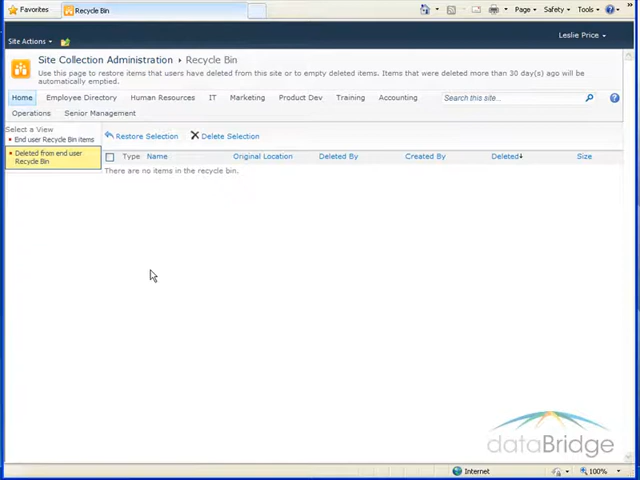 Favorites
Recycle Bin
Page
Safety
Tools
Site Actions
Leslie Price
Site Collection Administration Recycle Bin
Use this page to restore items that users have deleted from this site or to empty deleted items. Items that were deleted more than 30 day(s) ago will be
automatically emptied.
Home Employee Directory Human Resources IT Marketing Product Dev Training Accounting Search this site...
Operations Senior Management
Select a View
End user Recycle Bin items
Deleted from end user
Recycle Bin
Restore Selection Delete Selection
Type Name Original Location Deleted By Created By Deleted Size
There are no items in the recycle bin.
dataBridge
Internet
100%